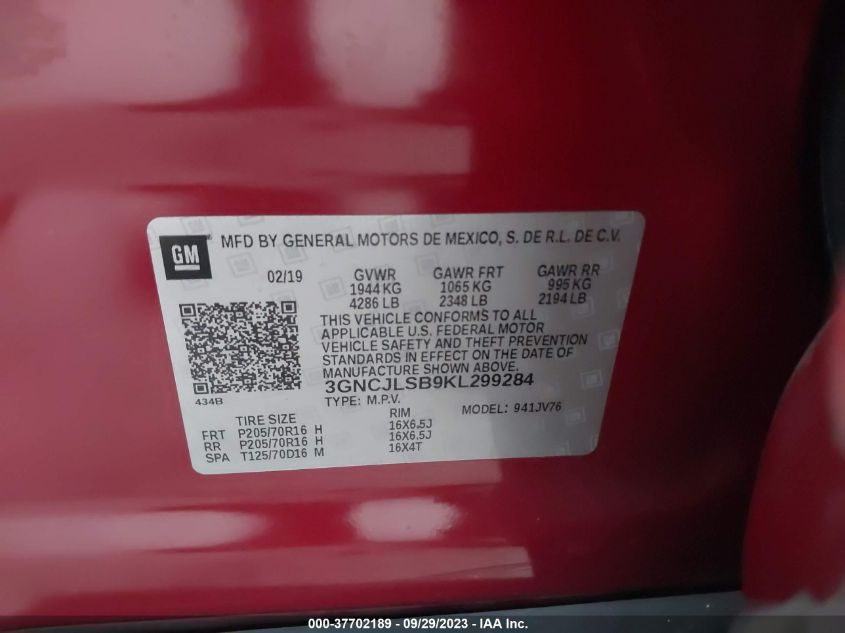 GM
MFD BY GENERAL MOTORS DE MEXICO, S. DE R.L. DE C.V.
02/19 GVWR GAWR FRT GAWR RR
1944 KG 1065 KG 995 KG
4286 LB 2348 LB 2194 LB
THIS VEHICLE CONFORMS TO ALL
APPLICABLE U.S. FEDERAL MOTOR
VEHICLE SAFETY AND THEFT PREVENTION
STANDARDS IN EFFECT ON THE DATE OF
MANUFACTURE SHOWN ABOVE.
3GNCJLSB9KL299284
434B TYPE: M.P.V. MODEL: 941JV76
TIRE SIZE RIM
FRT P205/70R16 H 16X6.5J
RR P205/70R16 H 16X6.5J
SPA T125/70D16 M 16X4T
000-37702189 - 09/29/2023 - IAA Inc.